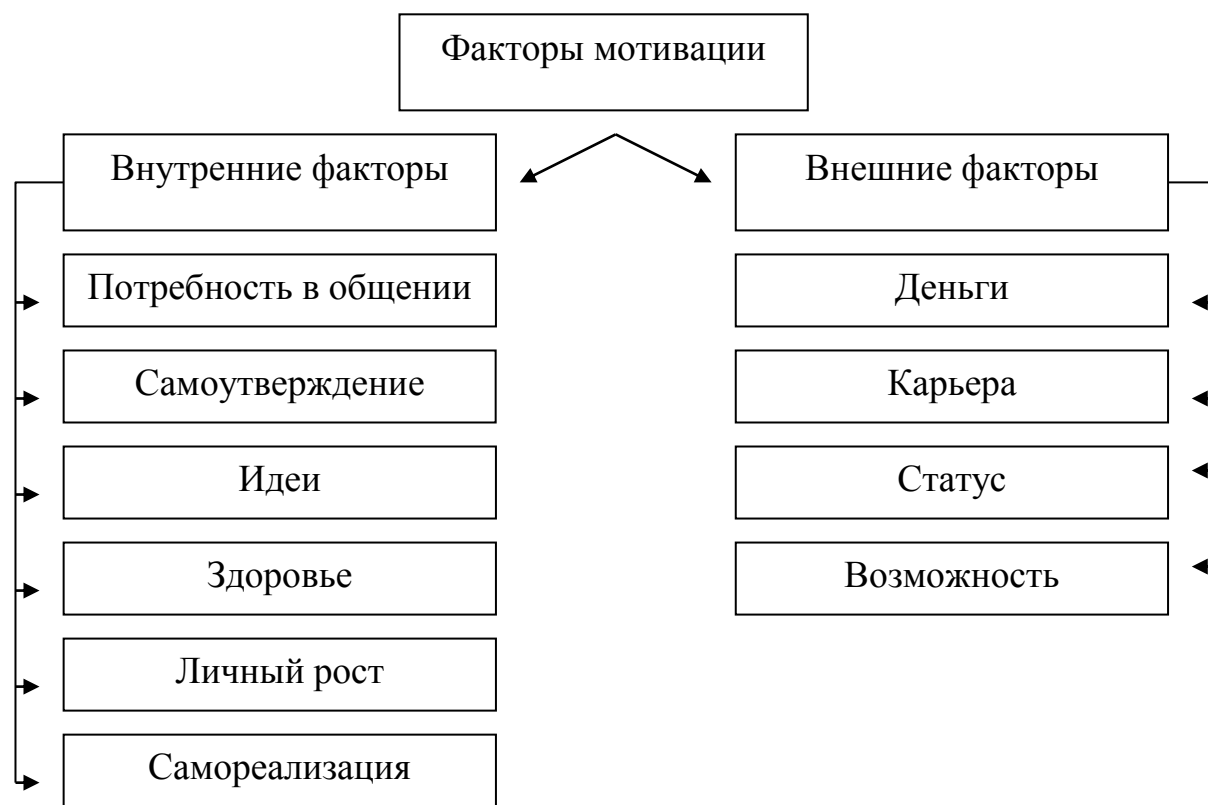 Факторы мотивации
Внутренние факторы
Внешние факторы
Потребность в общении
Деньги
Самоутверждение
Карьера
Идеи
Статус
Здоровье
Возможность
Личный рост
Самореализация